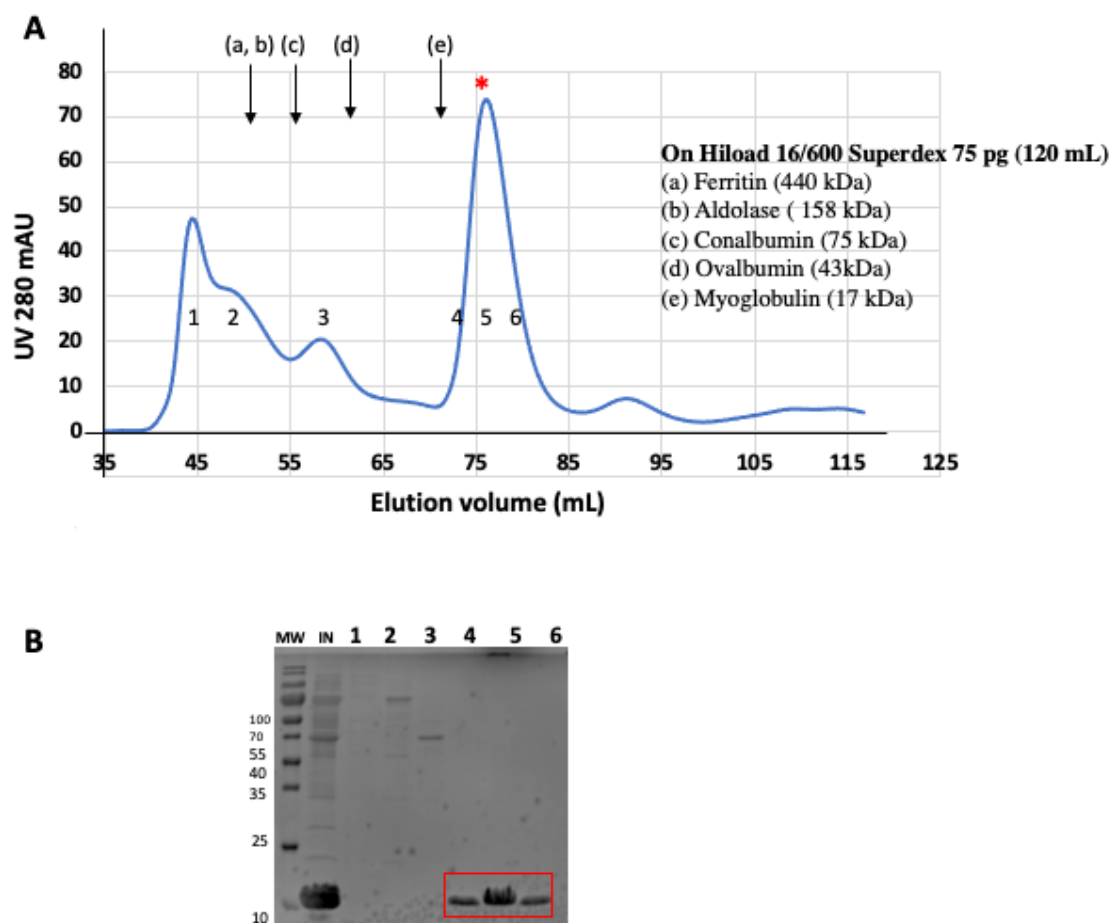 A
(a, b) (c) (d) (e)
*
80
70
60
50
40
30
20
10
0
UV 280 mAU
1 2 3 4 5 6
On Hiload 16/600 Superdex 75 pg (120 mL)
(a) Ferritin (440 kDa)
(b) Aldolase ( 158 kDa)
(c) Conalbumin (75 kDa)
(d) Ovalbumin (43kDa)
(e) Myoglobulin (17 kDa)
35 45 55 65 75 85 95 105 115 125
Elution volume (mL)
B
MW IN 1 2 3 4 5 6
100
70
55
40
35
25
10